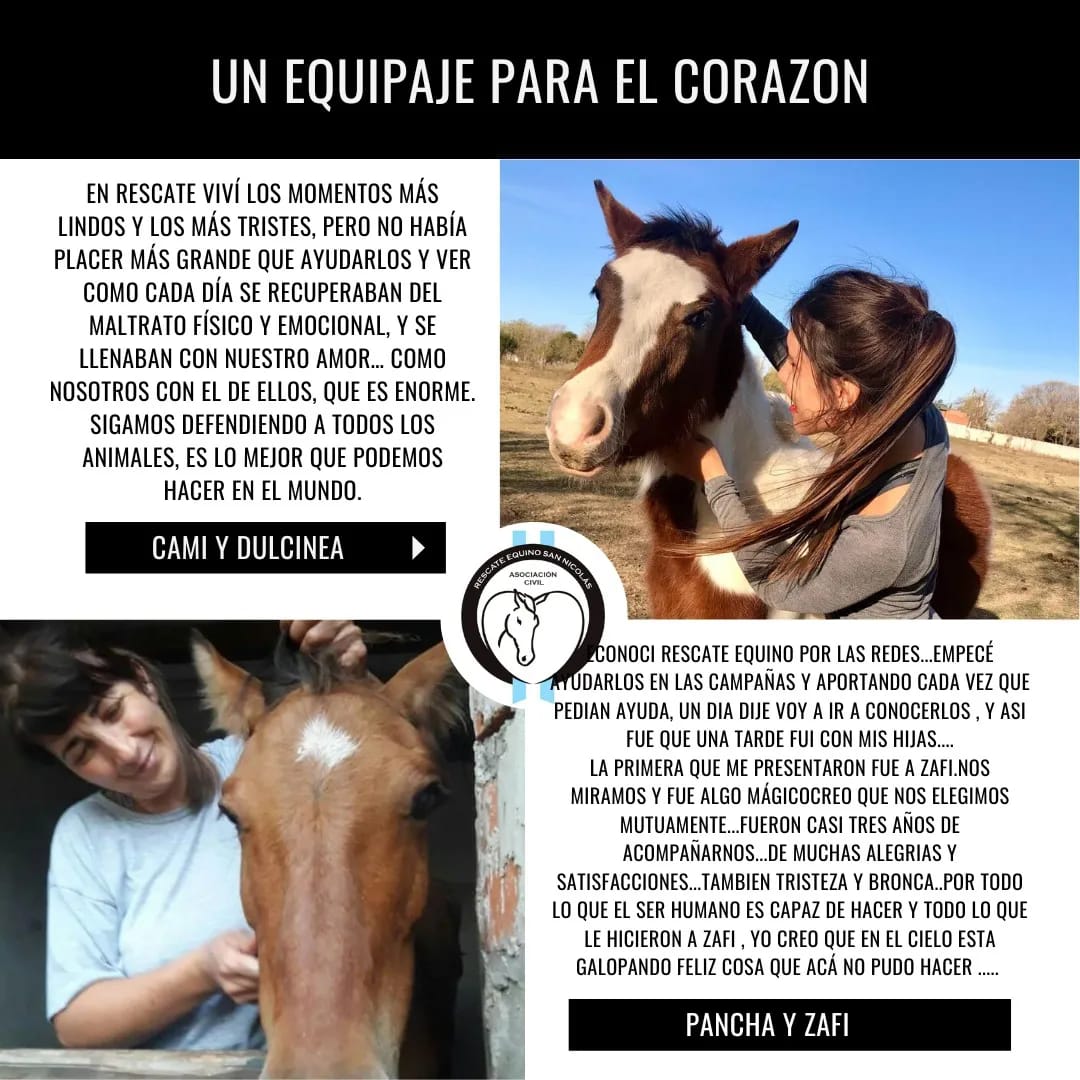 UN EQUIPAJE PARA EL CORAZON
EN RESCATE VIVÍ LOS MOMENTOS MÁS
LINDOS Y LOS MÁS TRISTES, PERO NO HABÍA
PLACER MÁS GRANDE QUE AYUDARLOS Y VER
COMO CADA DÍA SE RECUPERABAN DEL
MALTRATO FÍSICO Y EMOCIONAL, Y SE
LLENABAN CON NUESTRO AMOR... COMO
NOSOTROS CON EL DE ELLOS, QUE ES ENORME.
SIGAMOS DEFENDIENDO A TODOS LOS
ANIMALES, ES LO MEJOR QUE PODEMOS
HACER EN EL MUNDO.
CAMI Y DULCINEA
RESCATE EQUINO SAN NICOLÁS
ASOCIACIÓN
CIVIL
ECONOCI RESCATE EQUINO POR LAS REDES...EMPECÉ
AYUDARLOS EN LAS CAMPAÑAS Y APORTANDO CADA VEZ QUE
PEDIAN AYUDA, UN DIA DIJE VOY A IR A CONOCERLOS , Y ASI
FUE QUE UNA TARDE FUI CON MIS HIJAS....
LA PRIMERA QUE ME PRESENTARON FUE A ZAFI.NOS
MIRAMOS Y FUE ALGO MÁGICOCREO QUE NOS ELEGIMOS
MUTUAMENTE...FUERON CASI TRES AÑOS DE
ACOMPAÑARNOS...DE MUCHAS ALEGRIAS Y
SATISFACCIONES...TAMBIEN TRISTEZA Y BRONCA..POR TODO
LO QUE EL SER HUMANO ES CAPAZ DE HACER Y TODO LO QUE
LE HICIERON A ZAFI , YO CREO QUE EN EL CIELO ESTA
GALOPANDO FELIZ COSA QUE ACÁ NO PUDO HACER .....
PANCHA Y ZAFI